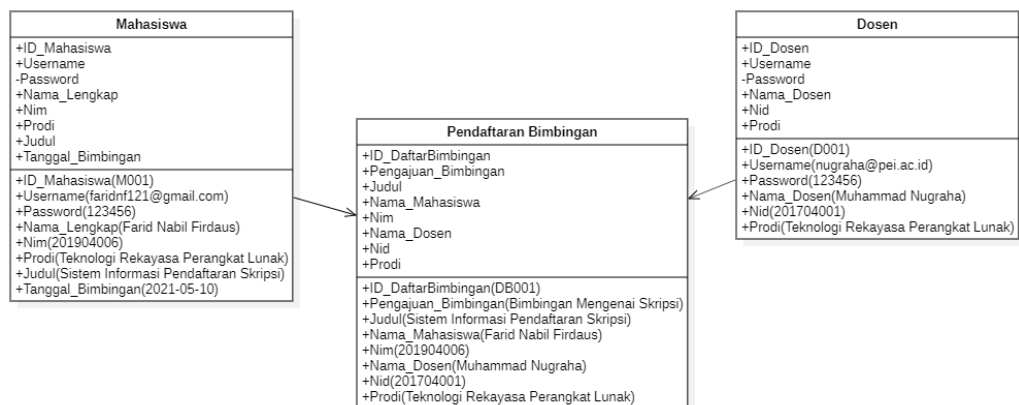 Mahasiswa
+ID_Mahasiswa
+Username
-Password
+Nama_Lengkap
+Nim
+Prodi
+Judul
+Tanggal_Bimbingan
+ID_Mahasiswa(M001)
+Username(faridnf121@gmail.com)
+Password(123456)
+Nama_Lengkap(Farid Nabil Firdaus)
+Nim(201904006)
+Prodi(Teknologi Rekayasa Perangkat Lunak)
+Judul(Sistem Informasi Pendaftaran Skripsi)
+Tanggal_Bimbingan(2021-05-10)
Pendaftaran Bimbingan
+ID_DaftarBimbingan
+Pengajuan_Bimbingan
+Judul
+Nama_Mahasiswa
+Nim
+Nama_Dosen
+Nid
+Prodi
+ID_DaftarBimbingan(DB001)
+Pengajuan_Bimbingan(Bimbingan Mengenai Skripsi)
+Judul(Sistem Informasi Pendaftaran Skripsi)
+Nama_Mahasiswa(Farid Nabil Firdaus)
+Nim(201904006)
+Nama_Dosen(Muhammad Nugraha)
+Nid(201704001)
+Prodi(Teknologi Rekayasa Perangkat Lunak)
Dosen
+ID_Dosen
+Username
-Password
+Nama_Dosen
+Nid
+Prodi
+ID_Dosen(D001)
+Username(nugraha@pei.ac.id)
+Password(123456)
+Nama_Dosen(Muhammad Nugraha)
+Nid(201704001)
+Prodi(Teknologi Rekayasa Perangkat Lunak)